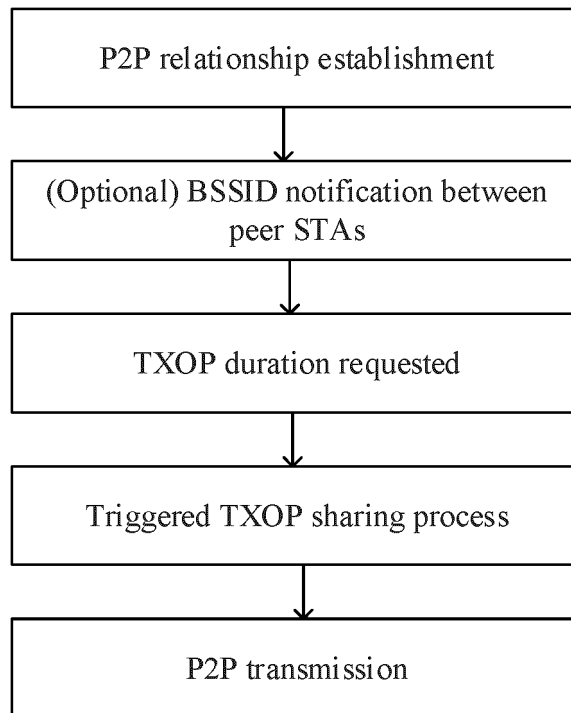 P2P relationship establishment
(Optional) BSSID notification between
peer STAs
TXOP duration requested
Triggered TXOP sharing process
P2P transmission